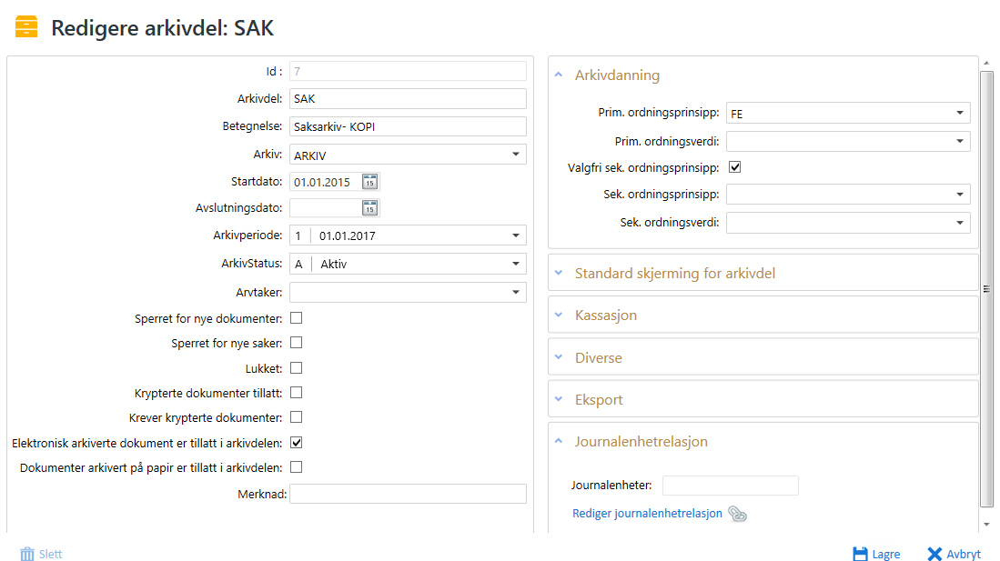 Redigere arkivdel: SAK
Id : 7
Arkivdel: SAK
Betegnelse: Saksarkiv- KOPI
Arkiv: ARKIV
Startdato: 01.01.2015 15
Avslutningsdato: 15
Arkivperiode: 1 01.01.2017
ArkivStatus: A Aktiv
Arvtaker:
Sperret for nye dokumenter:
Sperret for nye saker:
Lukket:
Krypterte dokumenter tillatt:
Krever krypterte dokumenter:
Elektronisk arkiverte dokument er tillatt i arkivdelen:
Dokumenter arkivert på papir er tillatt i arkivdelen:
Merknad:
Arkivdanning
Prim. ordningsprinsipp: FE
Prim. ordningsverdi:
Valgfri sek. ordningsprinsipp:
Sek. ordningsprinsipp:
Sek. ordningsverdi:
Standard skjerming for arkivdel
Kassasjon
Diverse
Eksport
Journalenhetrelasjon
Journalenheter:
Rediger journalenhetrelasjon
Slett
Lagre
Avbryt